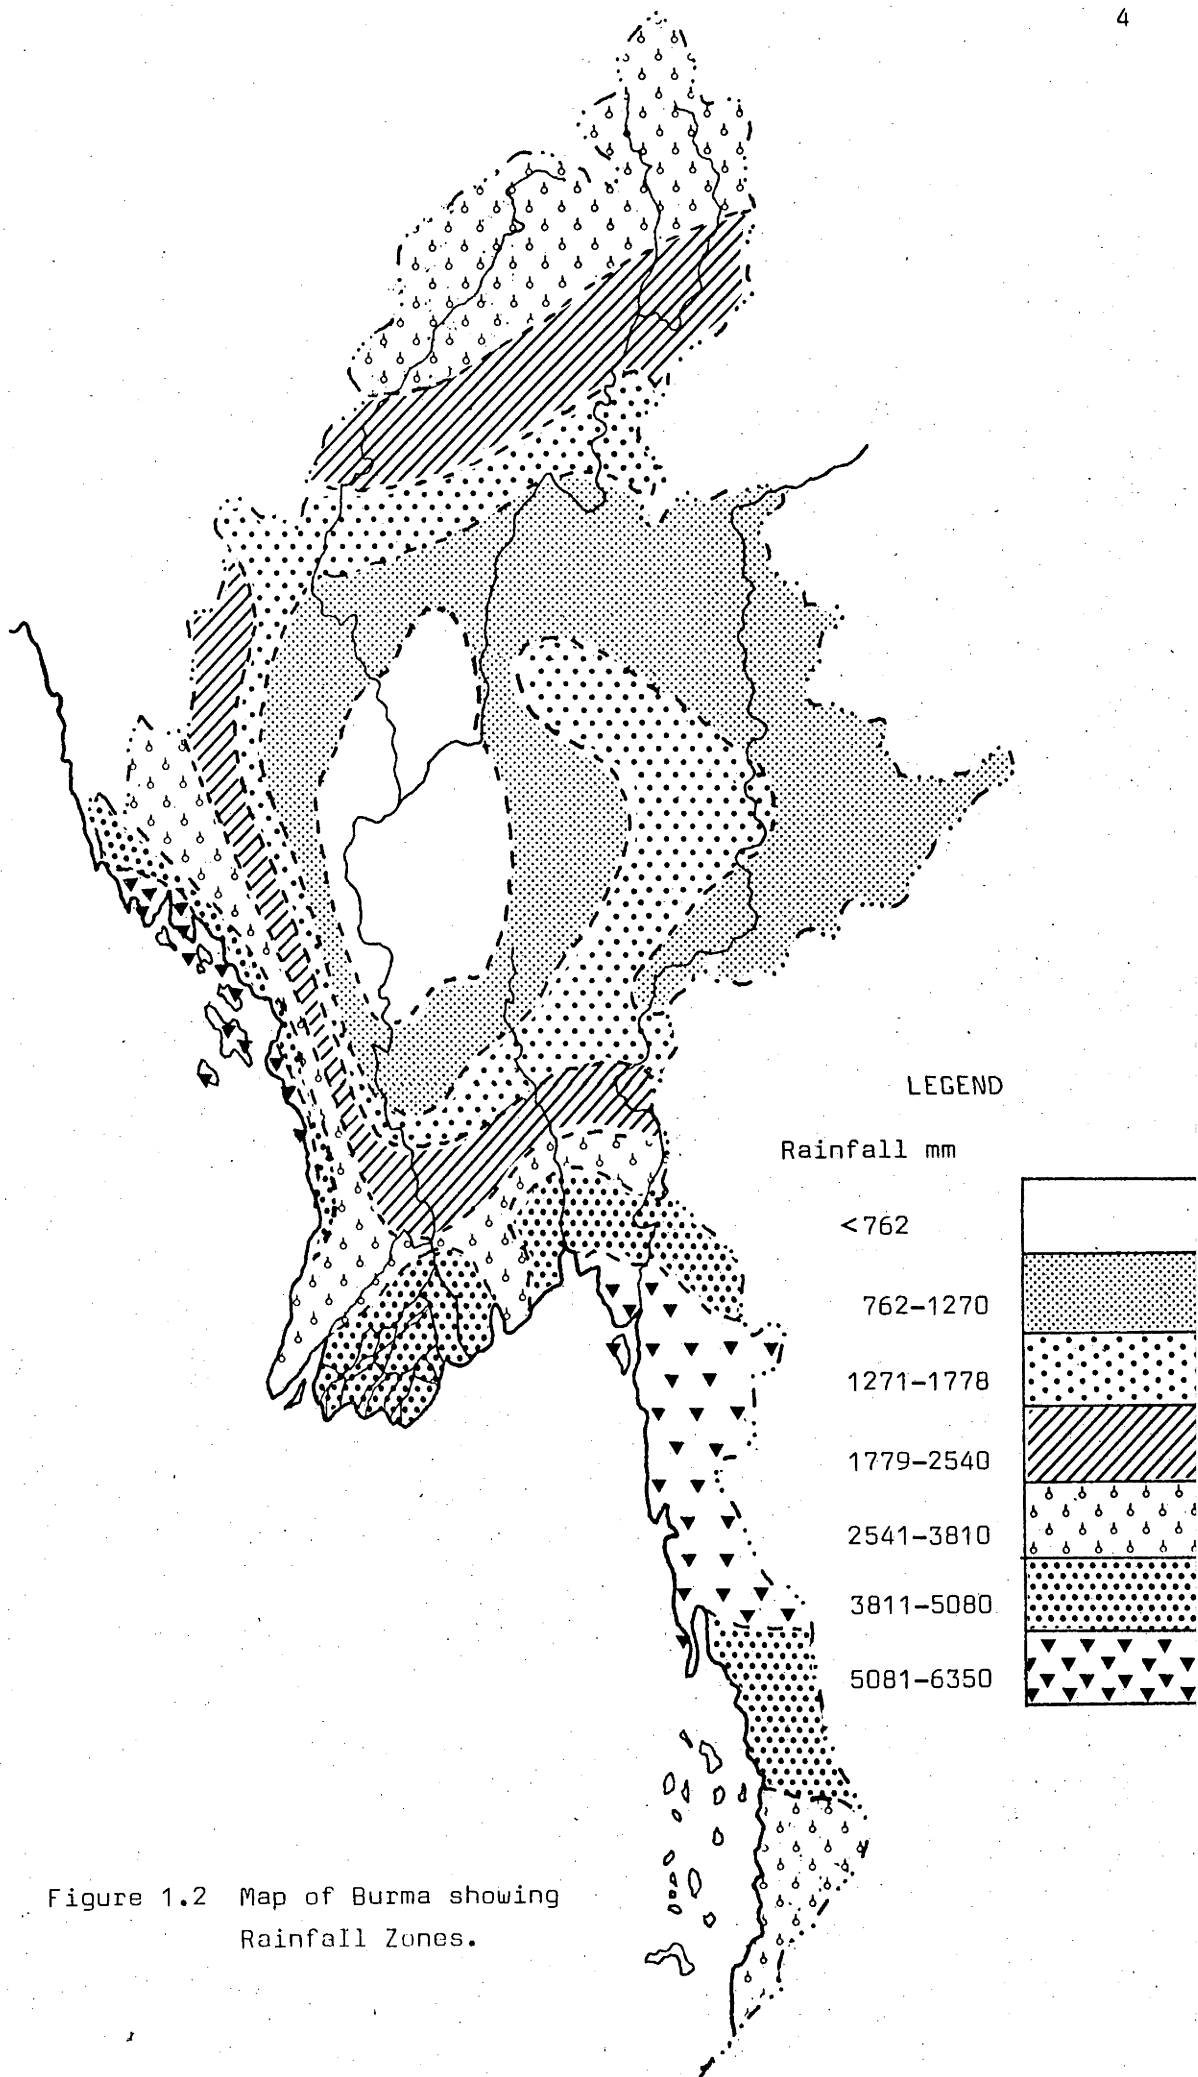 4
LEGEND
Rainfall mm
<762
762-1270
1271-1778
1779-2540
2541-3810
3811-5080
5081-6350
Figure 1.2 Map of Burma showing
Rainfall Zones.